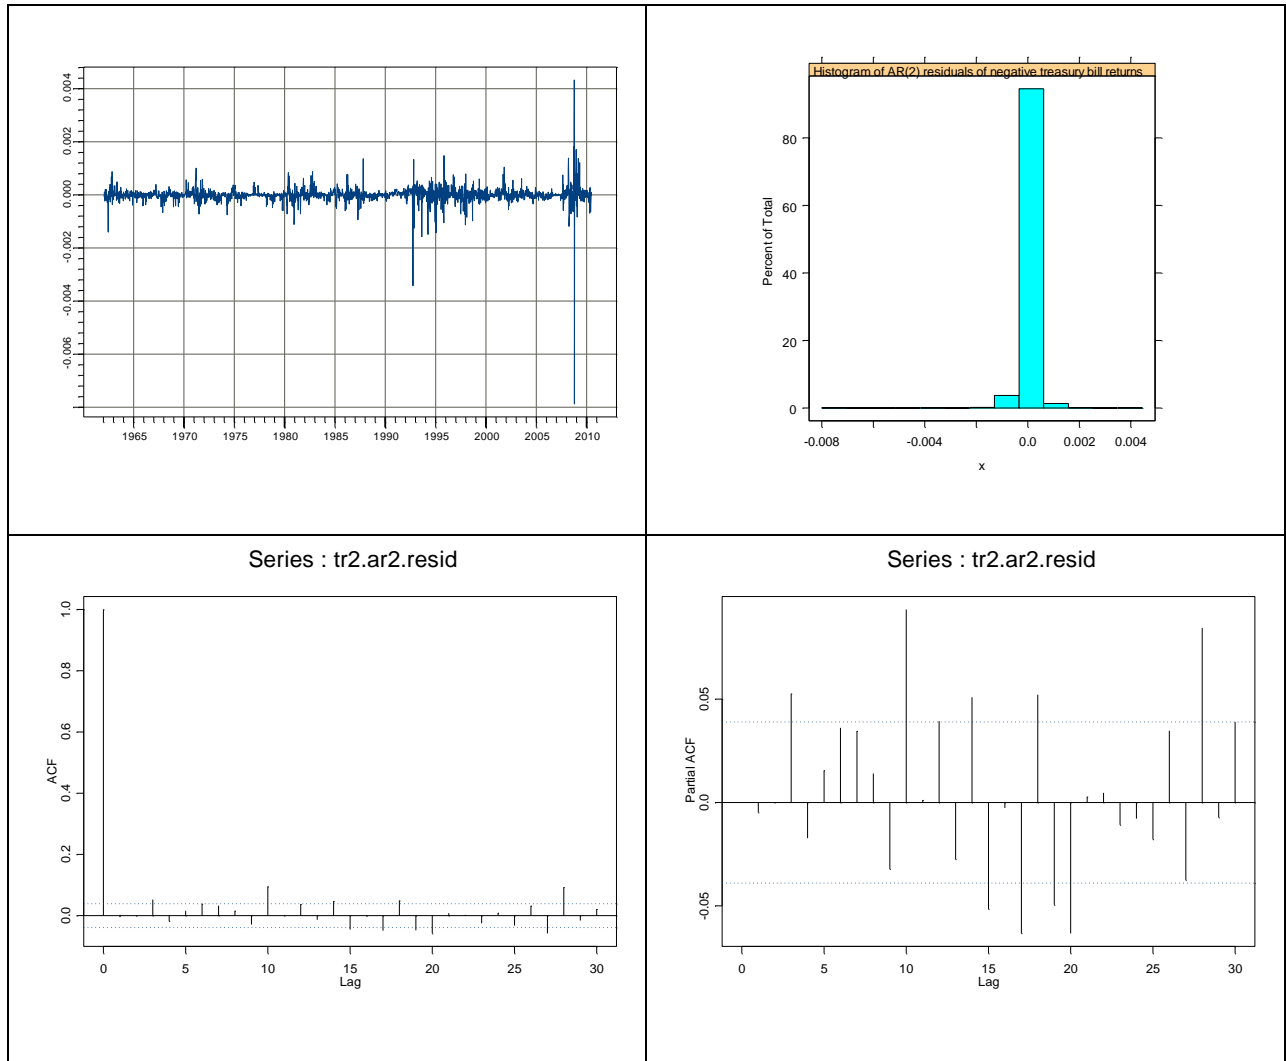 0.004
0.002
0.000
-0.002
-0.004
-0.006
1965 1970 1975 1980 1985 1990 1995 2000 2005 2010
Histogram of AR(2) residuals of negative treasury bill returns
Percent of Total
80
60
40
20
0
-0.008 -0.004 0.0 0.002 0.004
x
Series : tr2.ar2.resid
ACF
1.0
0.8
0.6
0.4
0.2
0.0
0 5 10 15 20 25 30
Lag
Series : tr2.ar2.resid
Partial ACF
0.05
0.0
-0.05
0 5 10 15 20 25 30
Lag